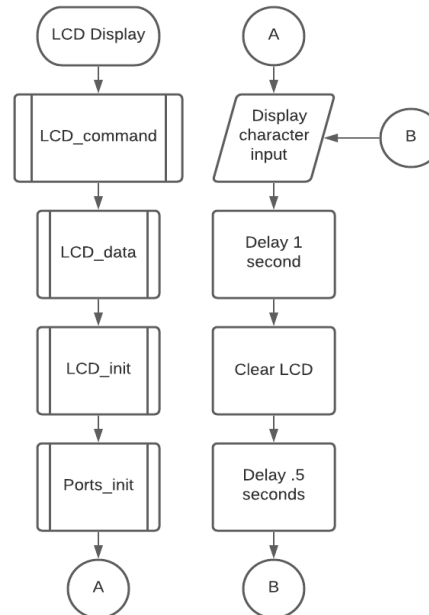 LCD Display
LCD_command
LCD_data
LCD_init
Ports_init
A
A
Display
character
input
B
Delay 1
second
Clear LCD
Delay .5
seconds
B